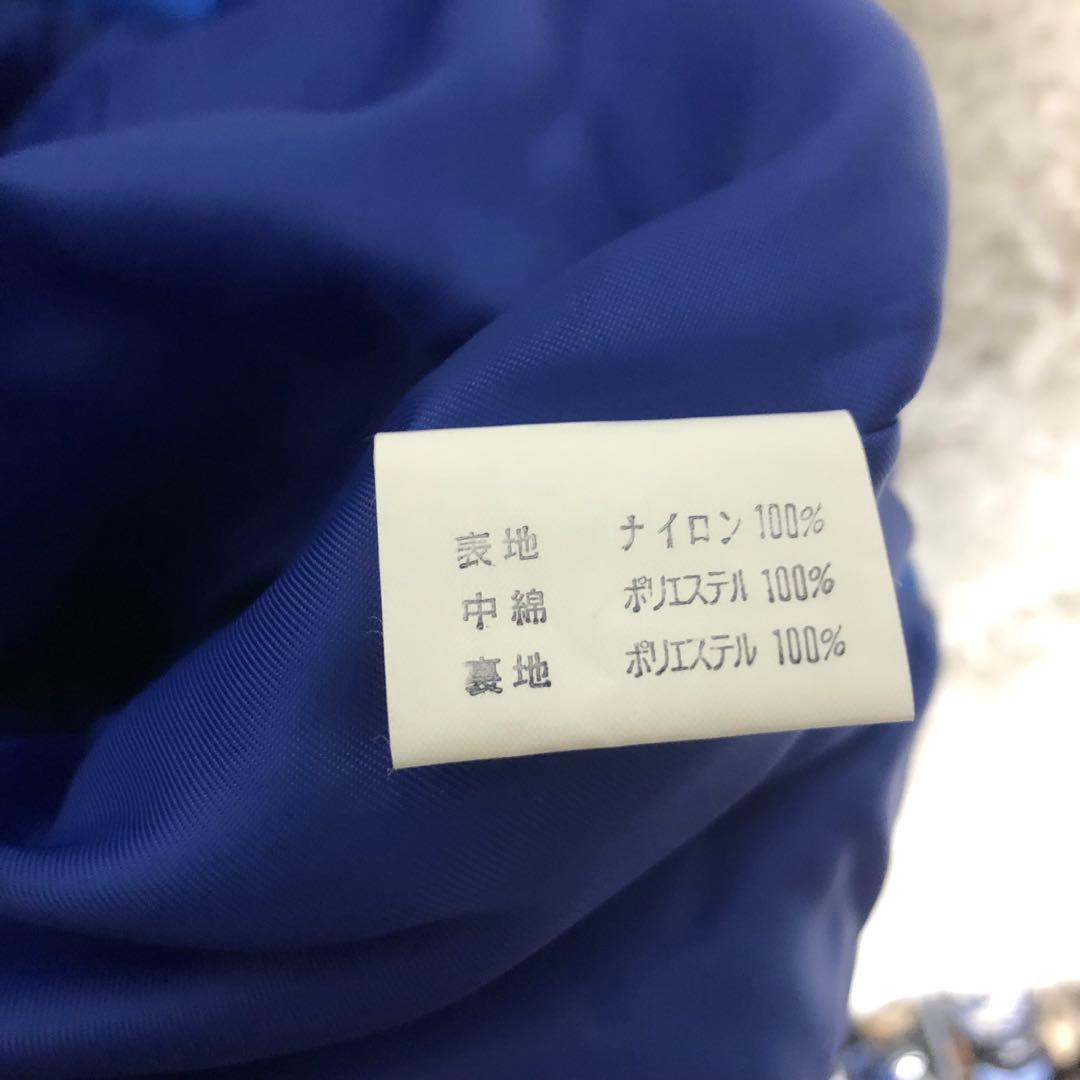 表地 ナイロン 100%
中綿 ポリエステル 100%
裏地 ポリエステル 100%